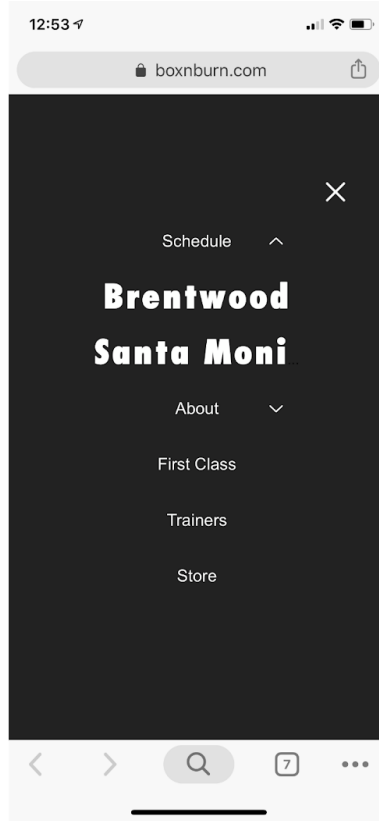 12:53
boxnburn.com
Schedule
Brentwood
Santa Moni...
About
First Class
Trainers
Store
7